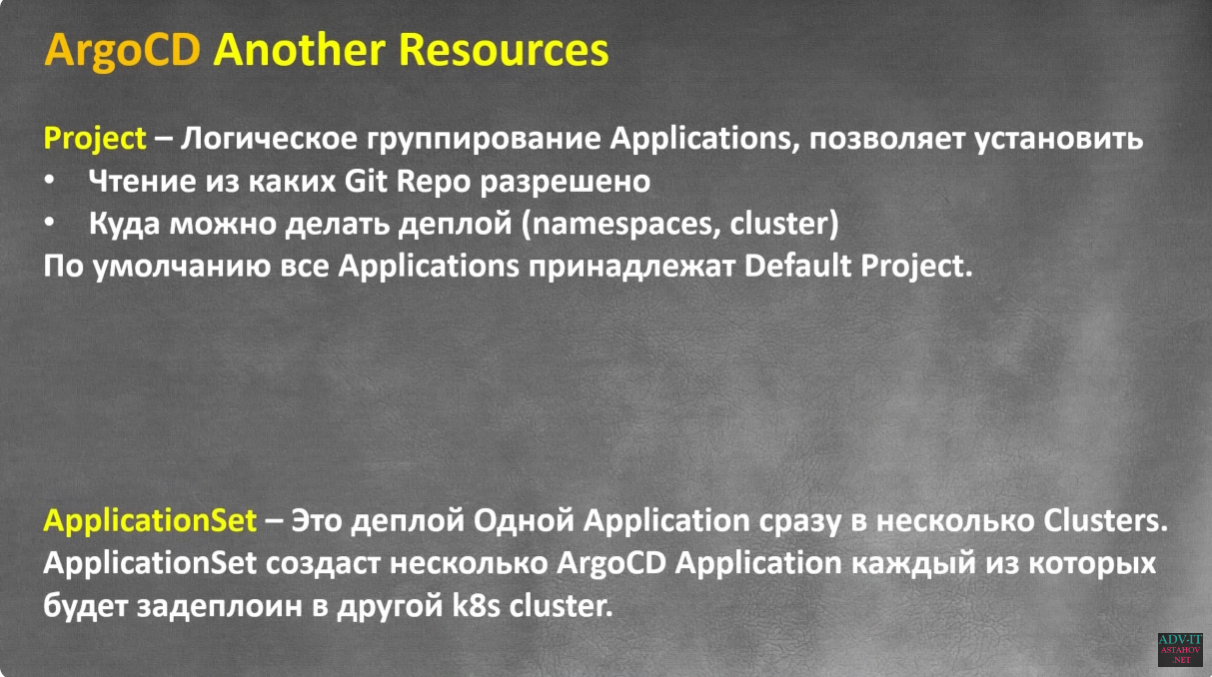 ArgoCD Another Resources
Project – Логическое группирование Applications, позволяет установить
• Чтение из каких Git Repo разрешено
• Куда можно делать деплой (namespaces, cluster)
По умолчанию все Applications принадлежат Default Project.
ApplicationSet – Это деплой Одной Application сразу в несколько Clusters.
ApplicationSet создаст несколько ArgoCD Application каждый из которых
будет задеплоин в другой k8s cluster.
ADV-IT
ASTAHOV
.NET